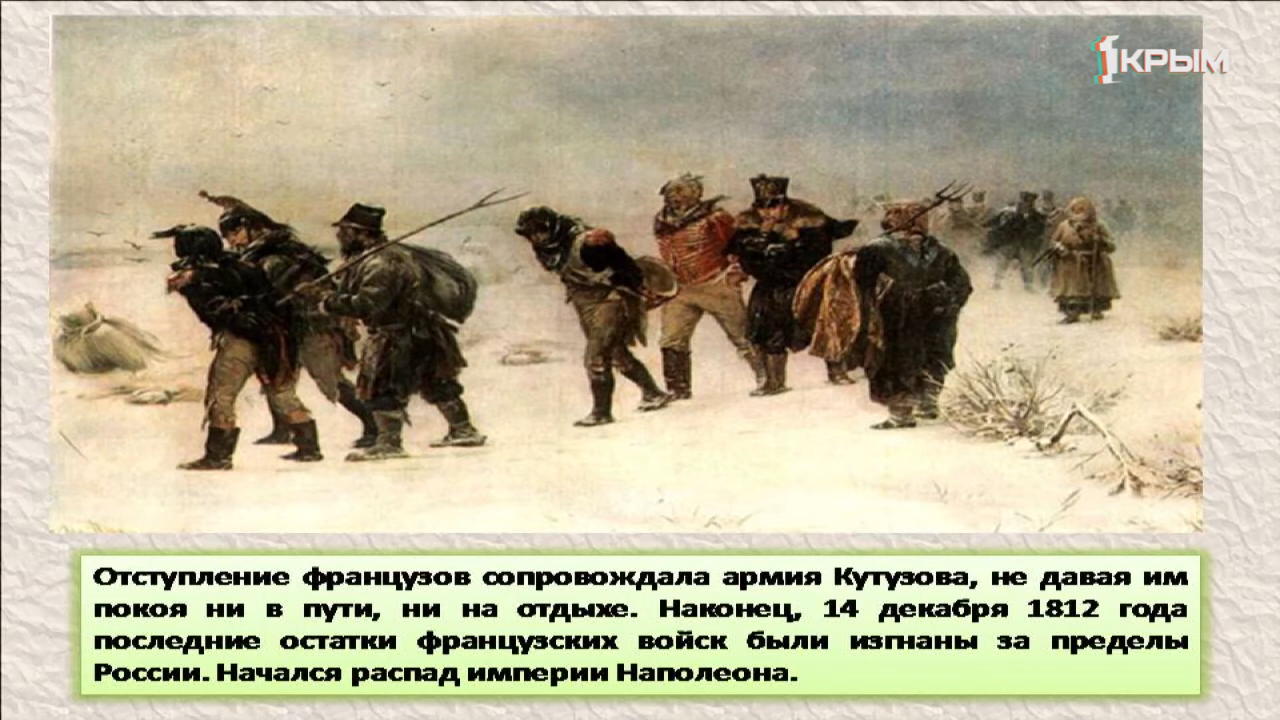 1КРЫМ
Отступление французов сопровождала армия Кутузова, не давая им
покоя ни в пути, ни на отдыхе. Наконец, 14 декабря 1812 года
последние остатки французских войск были изгнаны за пределы
России. Начался распад империи Наполеона.